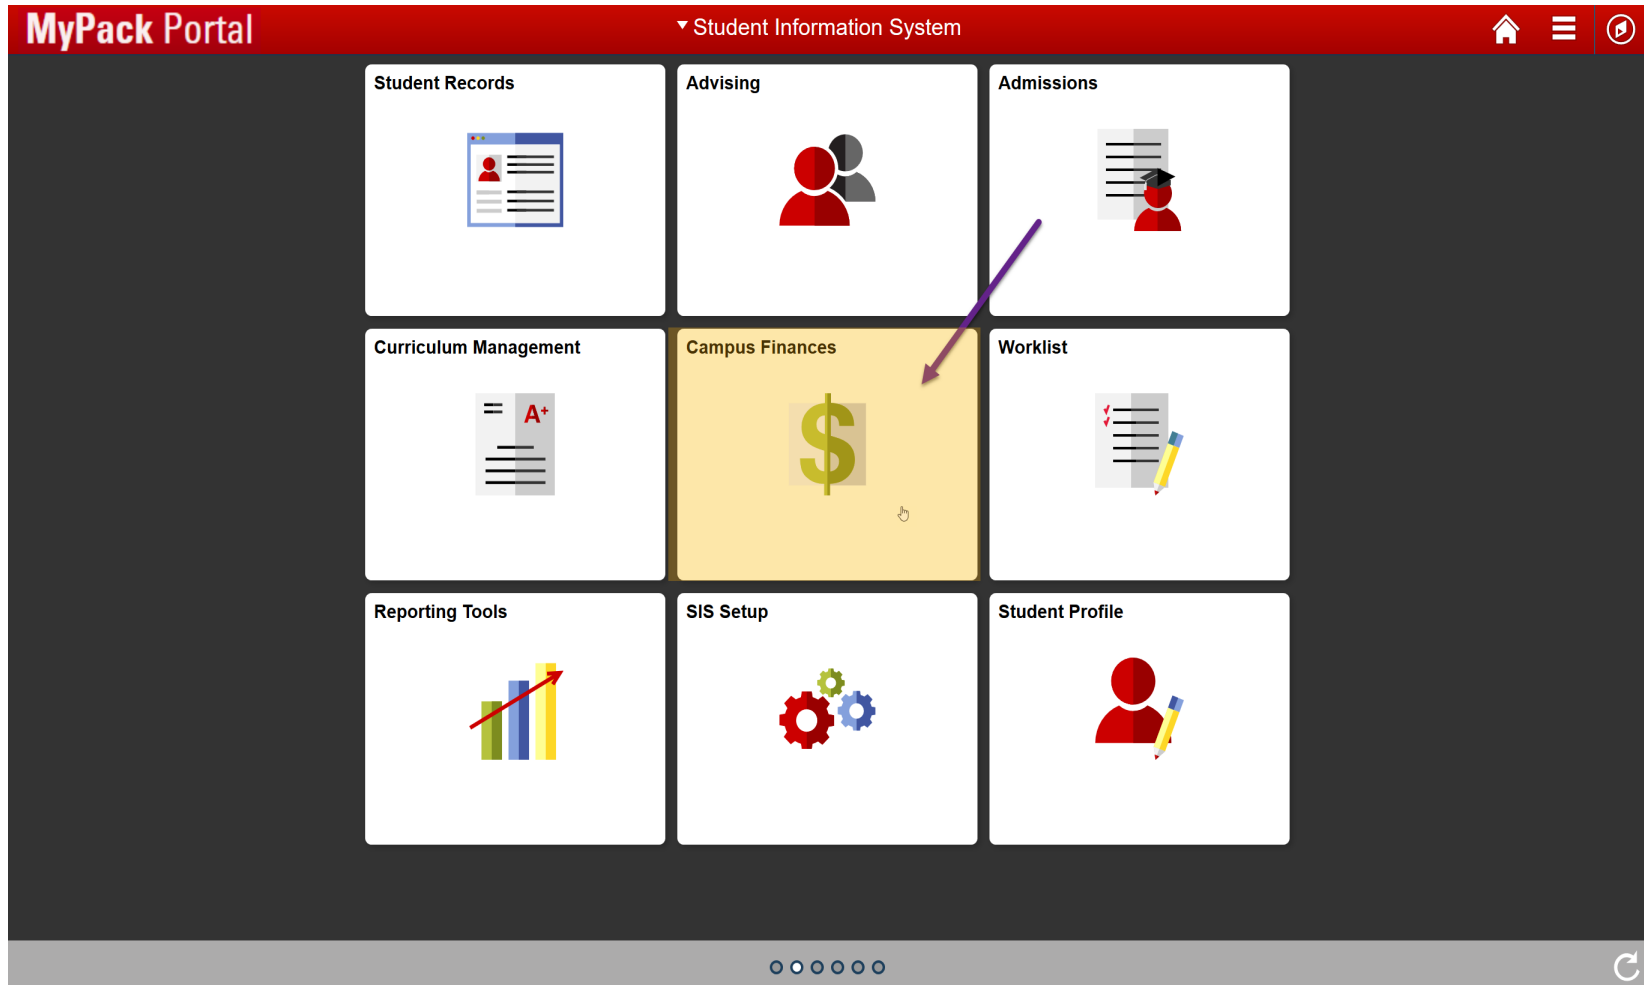 MyPack Portal
Student Information System
Student Records
Advising
Admissions
A+
Curriculum Management
Campus Finances
$
Worklist
Reporting Tools
SIS Setup
Student Profile